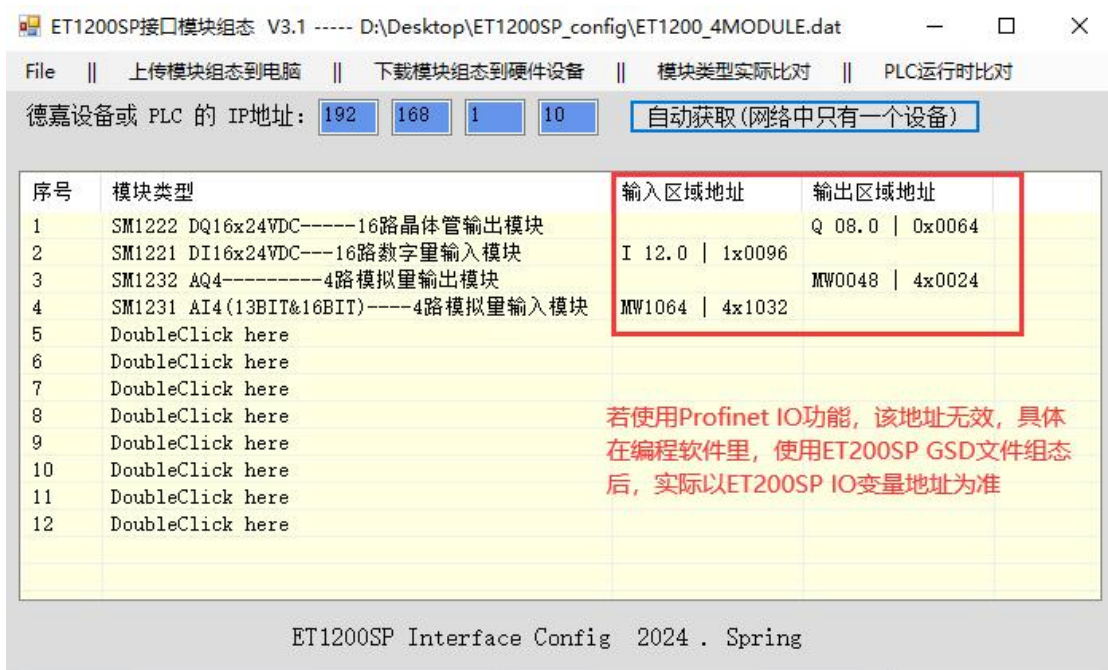 ET1200SP接口模块组态 V3.1 ----- D:\Desktop\ET1200SP_config\ET1200_4MODULE.dat
File || 上传模块组态到电脑 || 下载模块组态到硬件设备 || 模块类型实际比对 || PLC运行时比对
德嘉设备或 PLC 的 IP地址: 192 168 1 10 自动获取(网络中只有一个设备)
序号 模块类型 输入区域地址 输出区域地址
1 SM1222 DQ16x24VDC-----16路晶体管输出模块 Q 08.0 | 0x0064
2 SM1221 DI16x24VDC---16路数字量输入模块 I 12.0 | 1x0096
3 SM1232 AQ4---------4路模拟量输出模块 MW0048 | 4x0024
4 SM1231 AI4(13BIT&16BIT)----4路模拟量输入模块 MW1064 | 4x1032
5 DoubleClick here
6 DoubleClick here
7 DoubleClick here
8 DoubleClick here
9 DoubleClick here
10 DoubleClick here
11 DoubleClick here
12 DoubleClick here
若使用Profinet IO功能，该地址无效，具体
在编程软件里，使用ET200SP GSD文件组态
后，实际以ET200SP IO变量地址为准
ET1200SP Interface Config 2024 . Spring